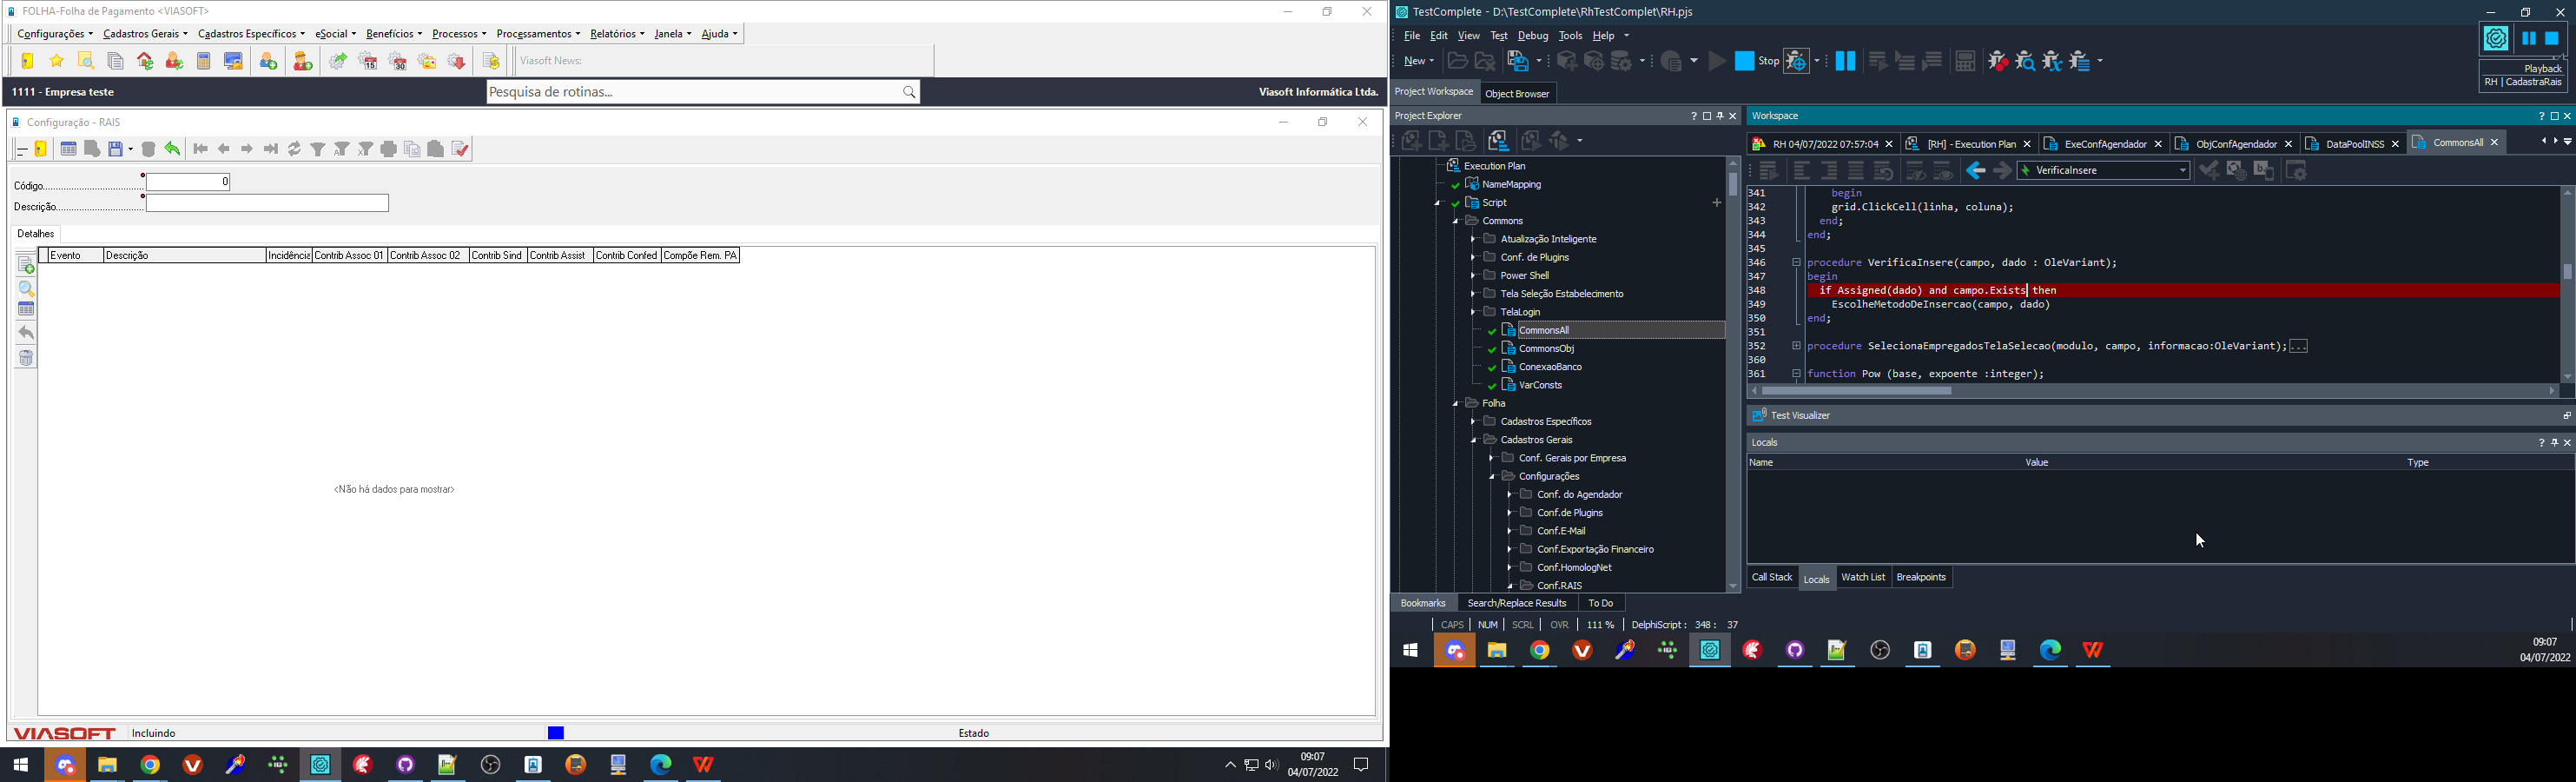 FOLHA-Folha de Pagamento <VIASOFT>
Configurações Cadastros Gerais Cadastros Específicos eSocial Benefícios Processos Processamentos Relatórios Janela Ajuda
15 30 Viasoft News:
1111 - Empresa teste Pesquisa de rotinas... Viasoft Informática Ltda.
Configuração - RAIS
Código 0
Descrição
Detalhes
Evento Descrição Incidência Contrib Assoc 01 Contrib Assoc 02 Contrib Sind Contrib Assist Contrib Confed Compõe Rem. PA
<Não há dados para mostrar>
VIASOFT Incluindo Estado
09:07
04/07/2022
TestComplete - D:\TestComplete\RhTestComplet\RH.pjs
File Edit View Test Debug Tools Help
New Stop
Playback
RH | CadastraRais
Project Workspace Object Browser
Project Explorer
Execution Plan
NameMapping
Script
Commons
Atualização Inteligente
Conf. de Plugins
Power Shell
Tela Seleção Estabelecimento
TelaLogin
CommonsAll
CommonsObj
ConexaoBanco
VarConsts
Folha
Cadastros Específicos
Cadastros Gerais
Conf. Gerais por Empresa
Configurações
Conf. do Agendador
Conf.de Plugins
Conf.E-Mail
Conf.Exportação Financeiro
Conf.HomologNet
Conf.RAIS
Bookmarks Search/Replace Results To Do
Workspace
RH 04/07/2022 07:57:04 [RH] - Execution Plan ExeConfAgendador ObjConfAgendador DataPoolINSS CommonsAll
VerificaInsere
341 begin
342 grid.ClickCell(linha, coluna);
343 end;
344 end;
345
346 procedure VerificaInsere(campo, dado : OleVariant);
347 begin
348 if Assigned(dado) and campo.Exists then
349 EscolheMetodoDeInsercao(campo, dado)
350 end;
351
352 procedure SelecionaEmpregadosTelaSelecao(modulo, campo, informacao:OleVariant);...
360
361 function Pow (base, expoente :integer);
Test Visualizer
Locals
Name Value Type
Call Stack Locals Watch List Breakpoints
CAPS NUM SCRL OVR 111 % DelphiScript : 348 : 37
09:07
04/07/2022